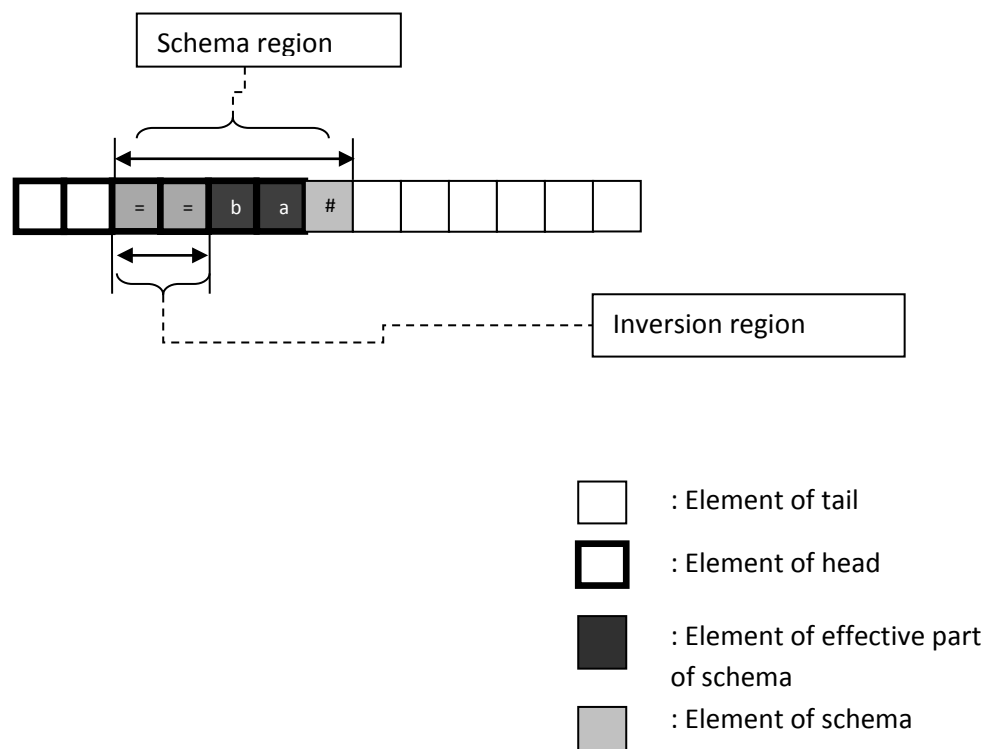 Schema region
= = b a #
Inversion region
: Element of tail
: Element of head
: Element of effective part
of schema
: Element of schema